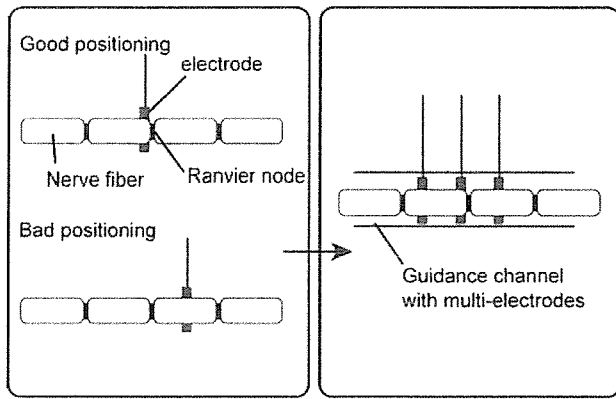 Good positioning
electrode
Nerve fiber
Ranvier node
Bad positioning
Guidance channel
with multi-electrodes